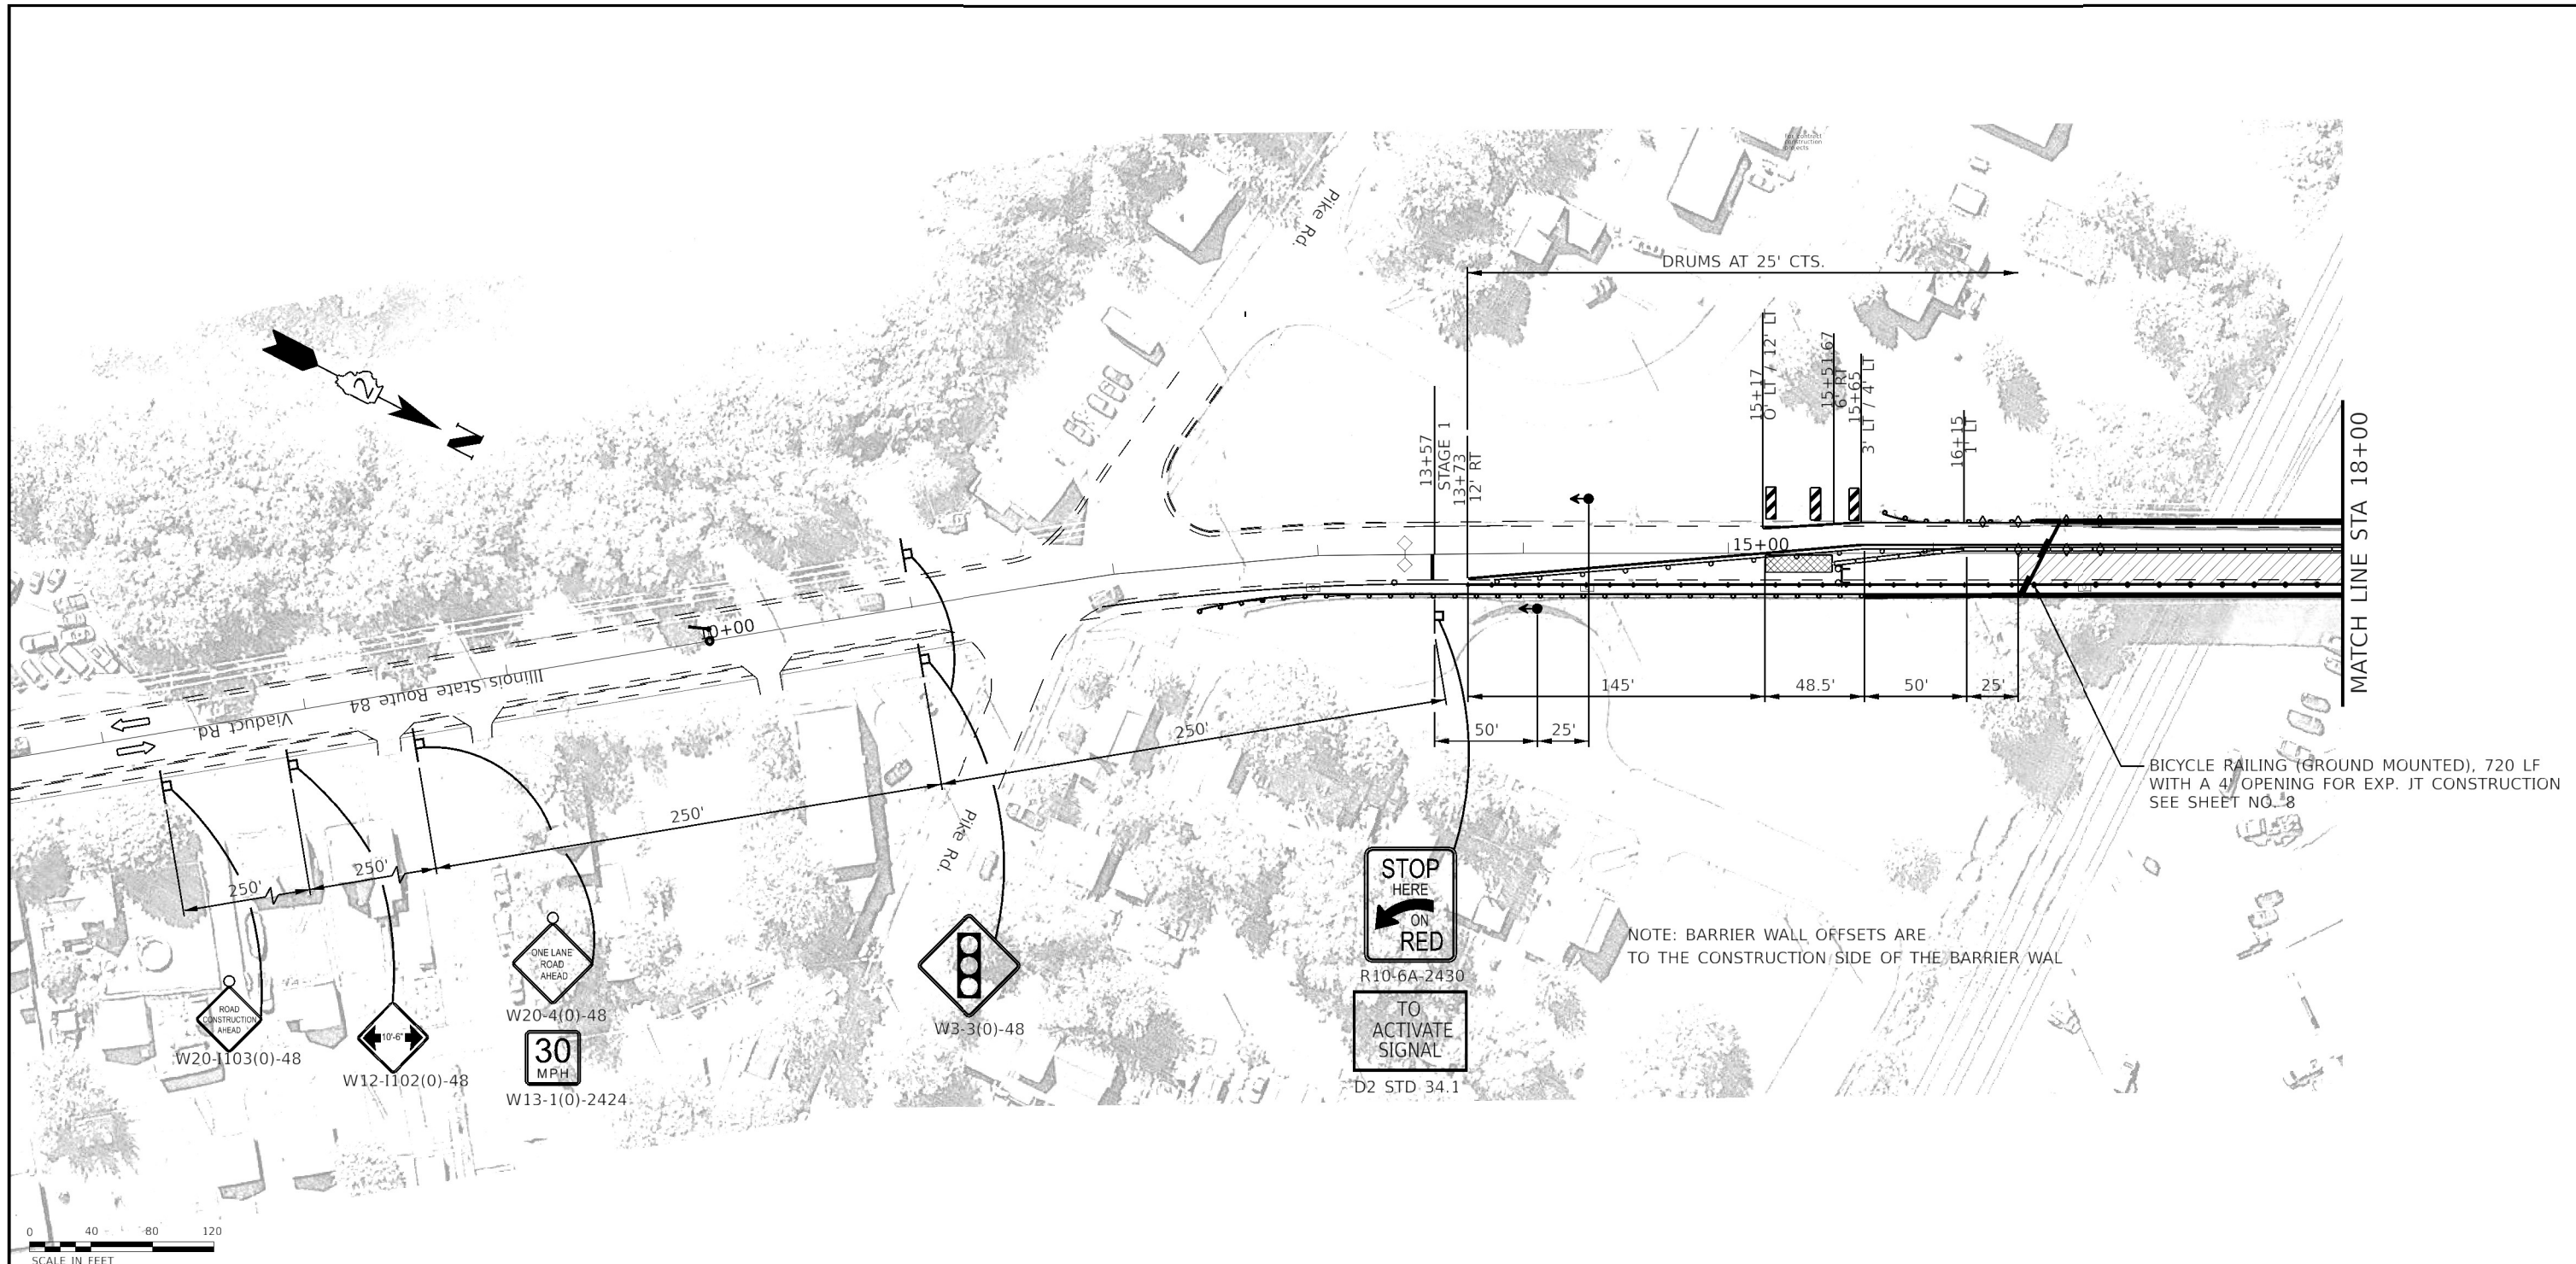 for contract
construction
projects
Pike Rd.
DRUMS AT 25' CTS.
15+17
O' LT / 12' LT
15+51.67
6' RT
15+65
3' LT / 4' LT
16+15
1' LT
13+57
STAGE 1
13+73
12' RT
2
N
15+00
10+00
MATCH LINE STA 18+00
Illinois State Route 84
Viaduct Rd.
145'
48.5'
50'
25'
50'
25'
250'
250'
250'
250'
Pike Rd.
BICYCLE RAILING (GROUND MOUNTED), 720 LF
WITH A 4' OPENING FOR EXP. JT CONSTRUCTION
SEE SHEET NO. 8
STOP
HERE
ON
RED
R10-6A-2430
TO
ACTIVATE
SIGNAL
D2 STD 34.1
NOTE: BARRIER WALL OFFSETS ARE
TO THE CONSTRUCTION SIDE OF THE BARRIER WAL
ROAD
CONSTRUCTION
AHEAD
W20-I103(0)-48
10'-6"
W12-I102(0)-48
ONE LANE
ROAD
AHEAD
W20-4(0)-48
30
MPH
W13-1(0)-2424
W3-3(0)-48
0 40 80 120
SCALE IN FEET